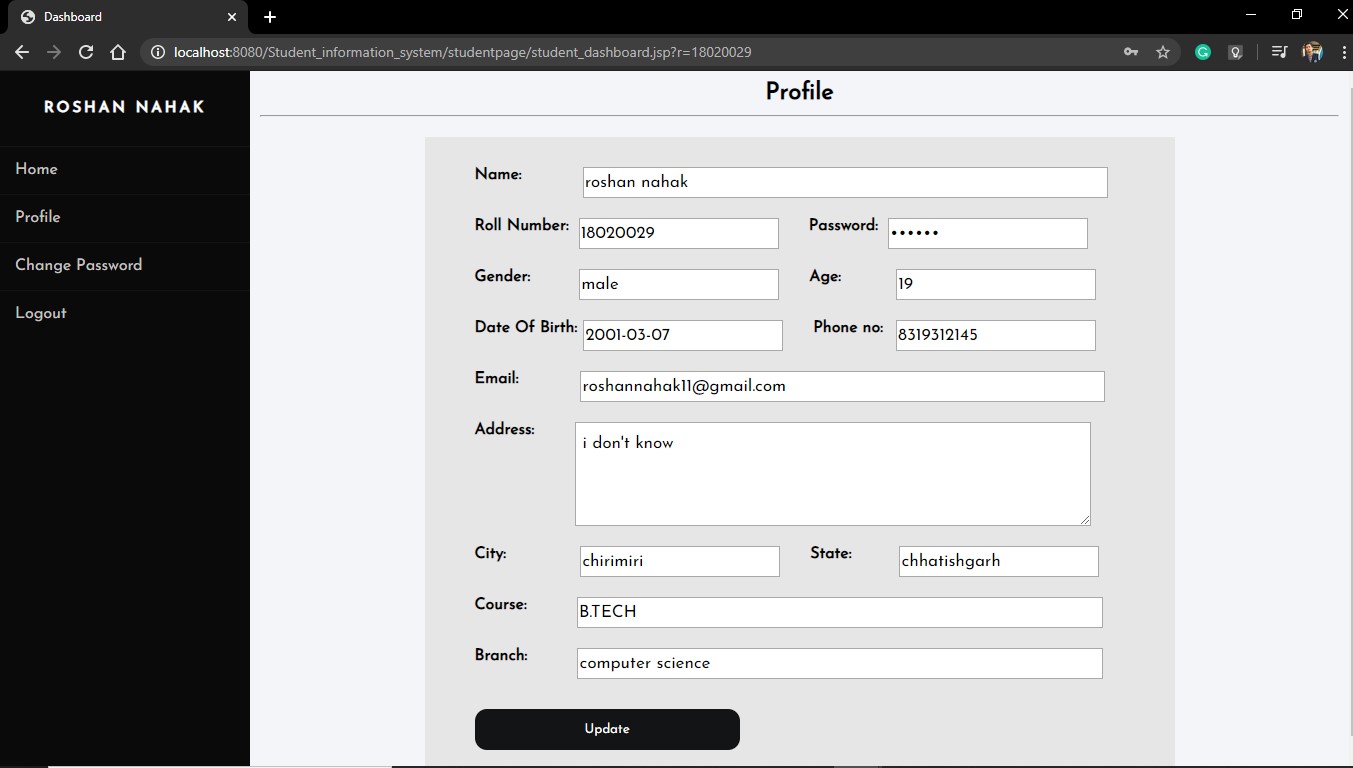 Dashboard
localhost:8080/Student_information_system/studentpage/student_dashboard.jsp?r=18020029
ROSHAN NAHAK
Home
Profile
Change Password
Logout
Profile
Name: roshan nahak
Roll Number: 18020029 Password: ••••••
Gender: male Age: 19
Date Of Birth: 2001-03-07 Phone no: 8319312145
Email: roshannahak11@gmail.com
Address: i don't know
City: chirimiri State: chhatishgarh
Course: B.TECH
Branch: computer science
Update